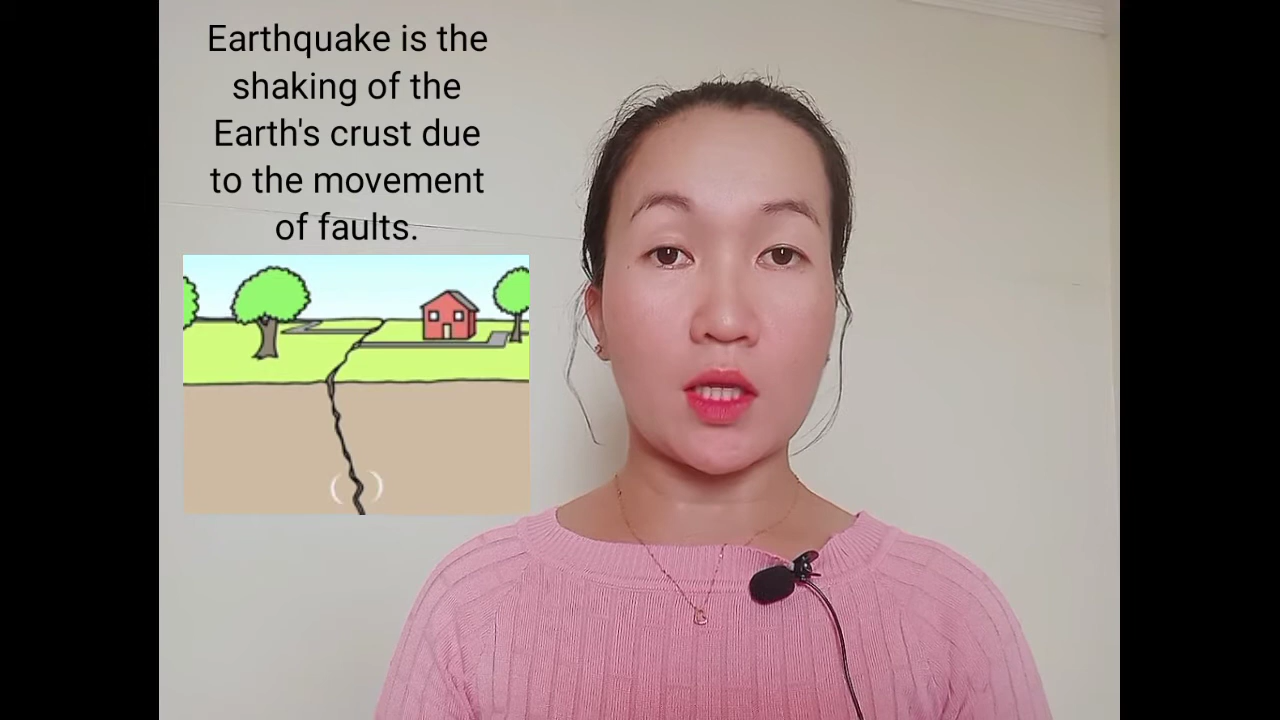 Earthquake is the
shaking of the
Earth's crust due
to the movement
of faults.